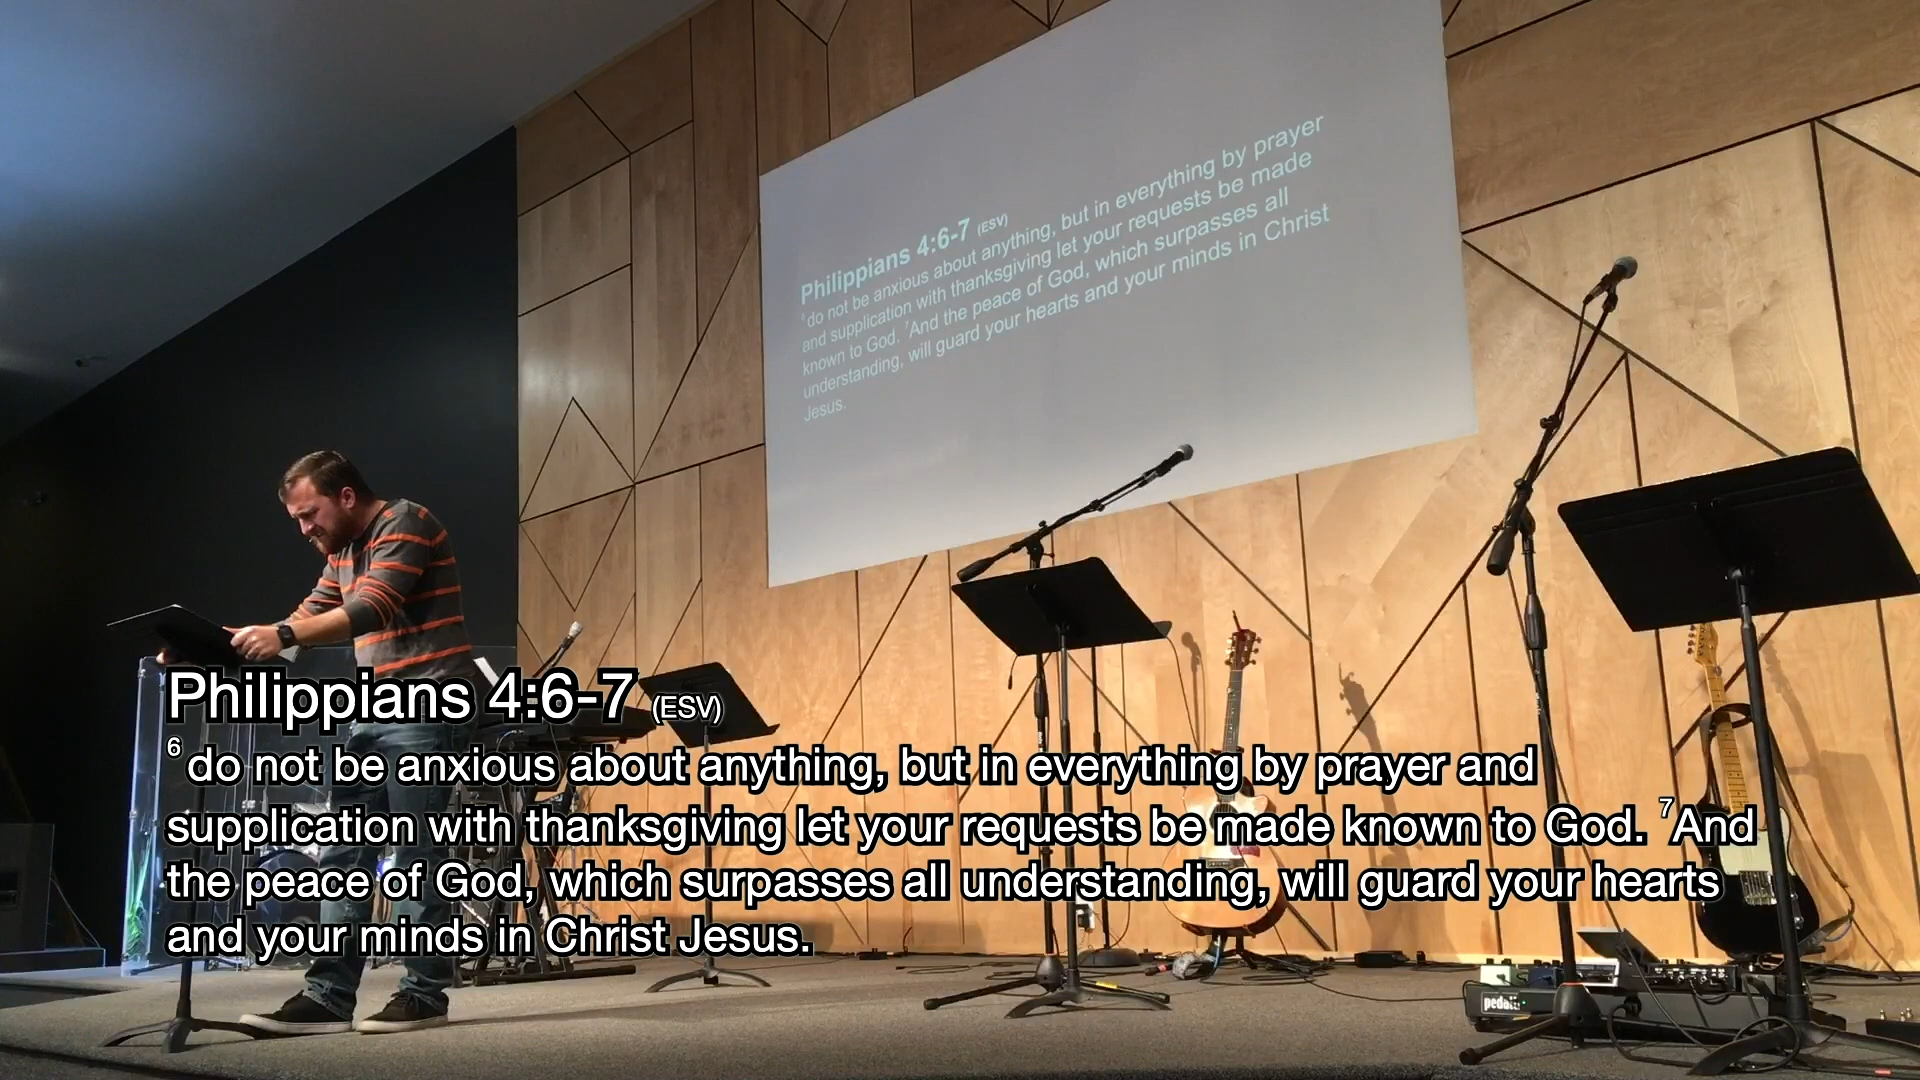 Philippians 4:6-7 (ESV)
6 do not be anxious about anything, but in everything by prayer
and supplication with thanksgiving let your requests be made
known to God. 7And the peace of God, which surpasses all
understanding, will guard your hearts and your minds in Christ
Jesus.
Philippians 4:6-7 (ESV)
6 do not be anxious about anything, but in everything by prayer and
supplication with thanksgiving let your requests be made known to God. 7And
the peace of God, which surpasses all understanding, will guard your hearts
and your minds in Christ Jesus.